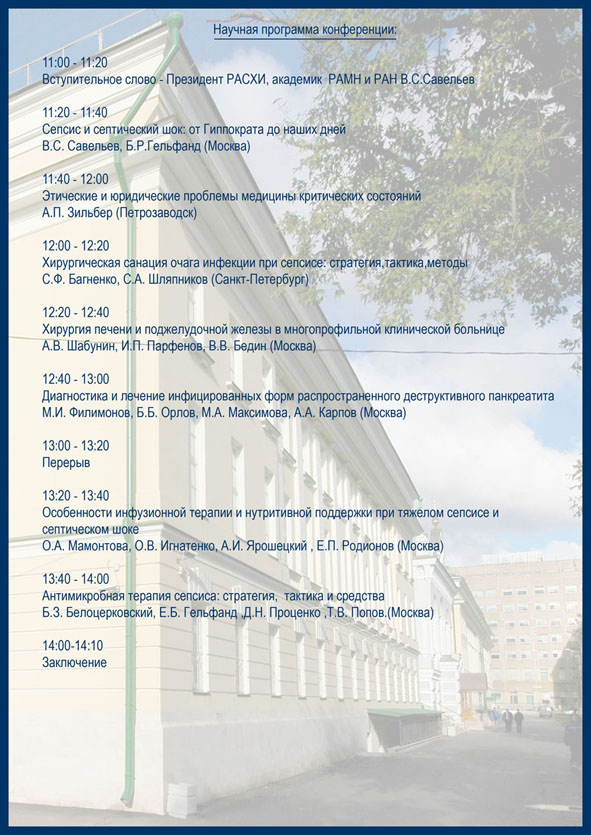 Научная программа конференции:
11:00 - 11:20
Вступительное слово - Президент РАСХИ, академик РАМН и РАН В.С.Савельев
11:20 - 11:40
Сепсис и септический шок: от Гиппократа до наших дней
В.С. Савельев, Б.Р.Гельфанд (Москва)
11:40 - 12:00
Этические и юридические проблемы медицины критических состояний
А.П. Зильбер (Петрозаводск)
12:00 - 12:20
Хирургическая санация очага инфекции при сепсисе: стратегия,тактика,методы
С.Ф. Багненко, С.А. Шляпников (Санкт-Петербург)
12:20 - 12:40
Хирургия печени и поджелудочной железы в многопрофильной клинической больнице
А.В. Шабунин, И.П. Парфенов, В.В. Бедин (Москва)
12:40 - 13:00
Диагностика и лечение инфицированных форм распространенного деструктивного панкреатита
М.И. Филимонов, Б.Б. Орлов, М.А. Максимова, А.А. Карпов (Москва)
13:00 - 13:20
Перерыв
13:20 - 13:40
Особенности инфузионной терапии и нутритивной поддержки при тяжелом сепсисе и
септическом шоке
О.А. Мамонтова, О.В. Игнатенко, А.И. Ярошецкий , Е.П. Родионов (Москва)
13:40 - 14:00
Антимикробная терапия сепсиса: стратегия, тактика и средства
Б.З. Белоцерковский, Е.Б. Гельфанд ,Д.Н. Проценко ,Т.В. Попов.(Москва)
14:00-14:10
Заключение